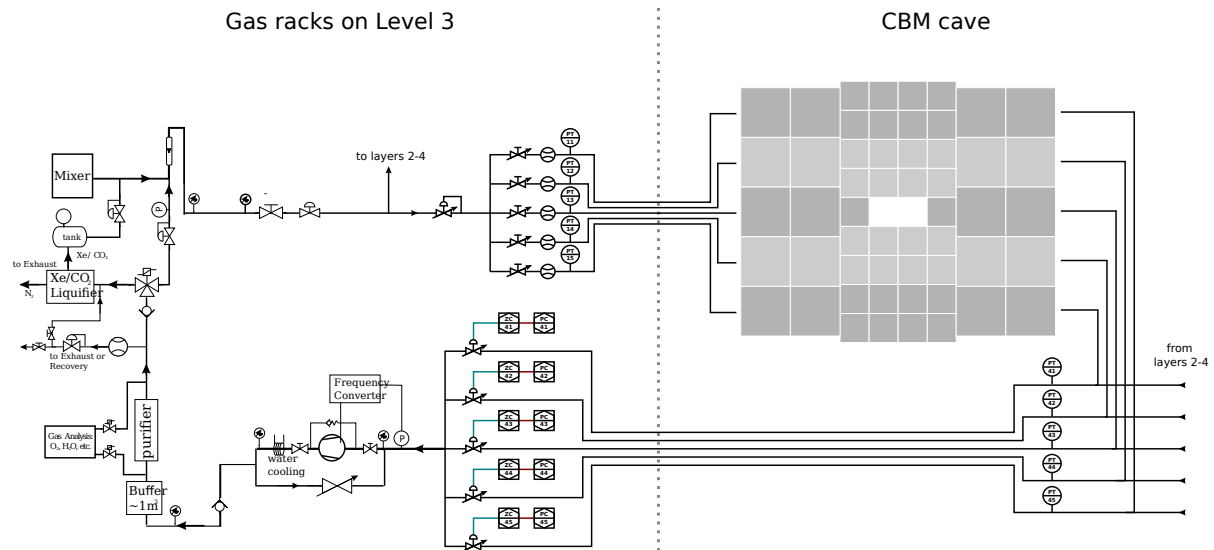 Gas racks on Level 3
CBM cave
PT
11
to layers 2-4
Mixer
PT
12
PT
13
P
PT
14
tank
PT
15
Xe/ CO₂
to Exhaust
Xe/CO₂
Liquifier
N₂
ZC
41
PC
41
to Exhaust or
Recovery
from
layers 2-4
PT
41
ZC
42
PC
42
Frequency
Converter
PT
42
ZC
43
PC
43
PT
43
Gas Analysis:
O₂, H₂O, etc.
purifier
P
water
cooling
ZC
44
PC
44
PT
44
Buffer
~1m³
PT
45
ZC
45
PC
45